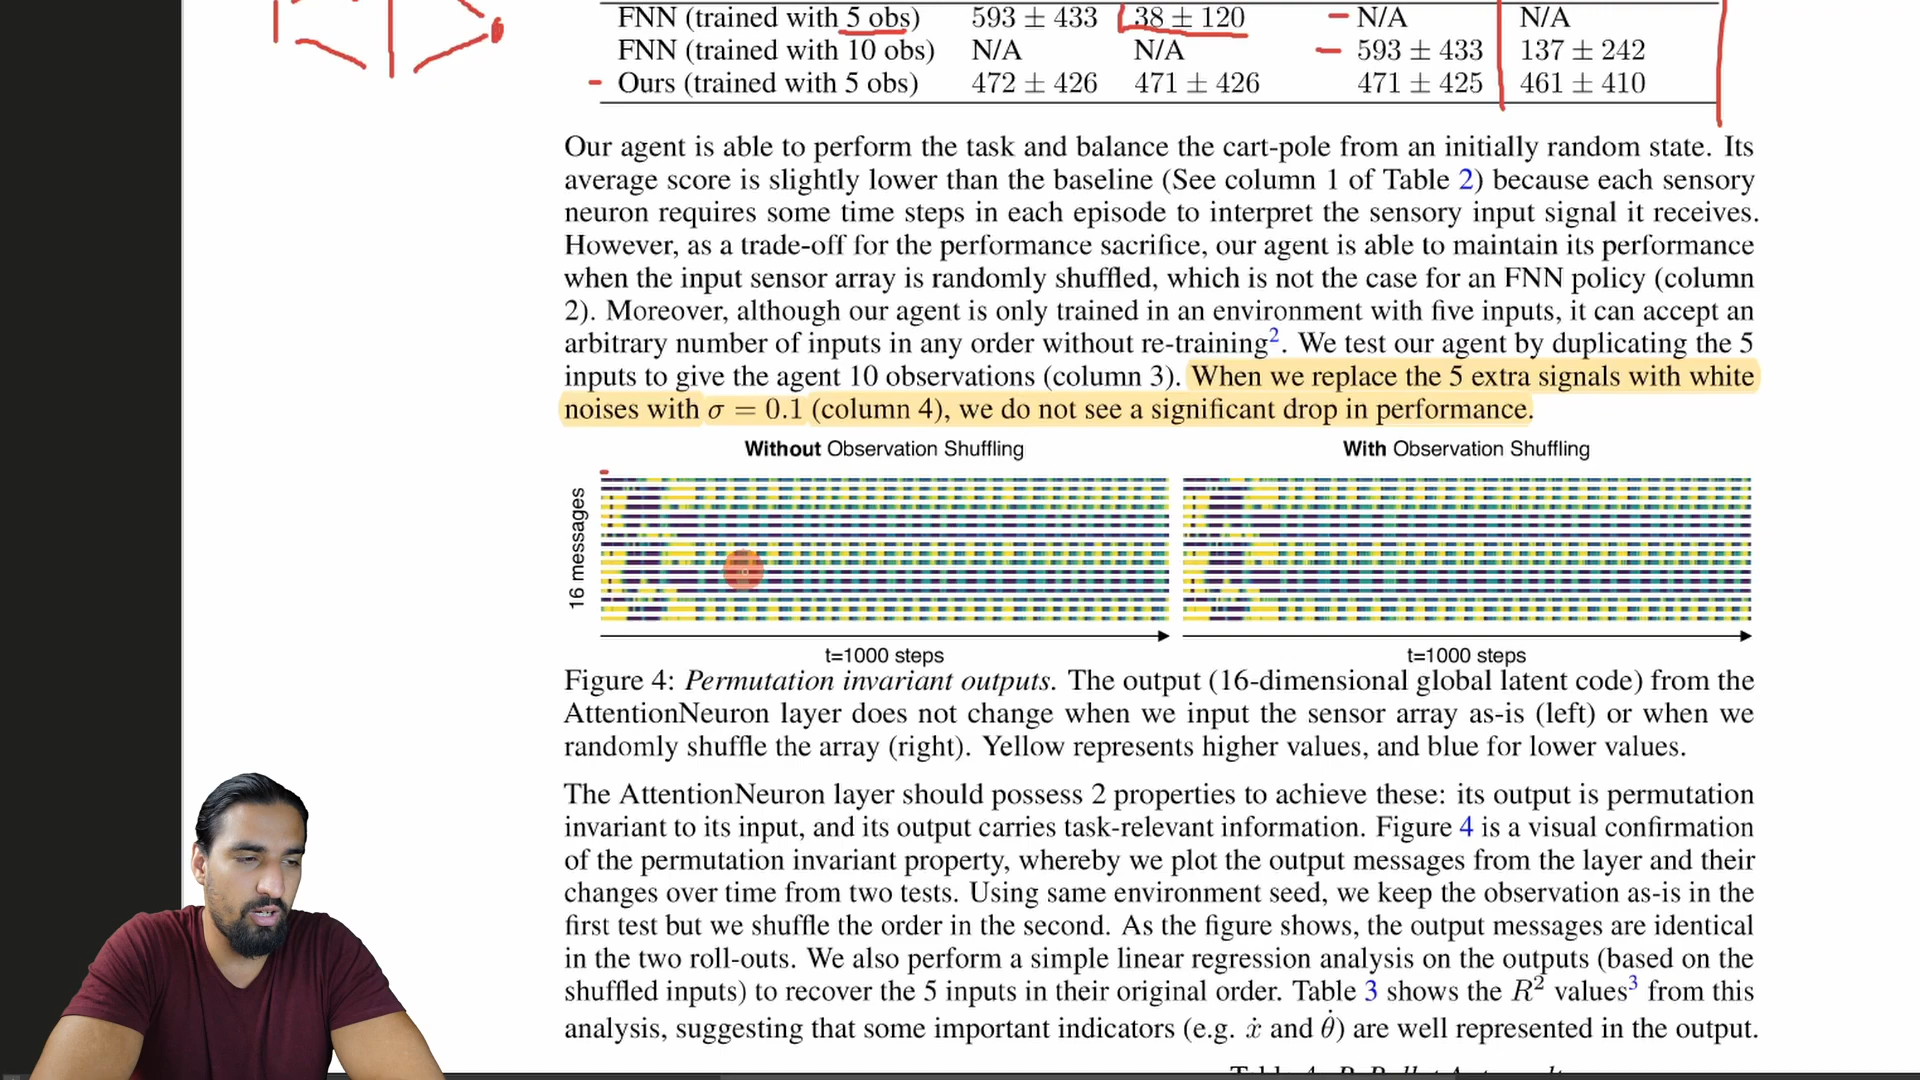 FNN (trained with 5 obs) 593 ± 433 38 ± 120 N/A N/A
FNN (trained with 10 obs) N/A N/A 593 ± 433 137 ± 242
Ours (trained with 5 obs) 472 ± 426 471 ± 426 471 ± 425 461 ± 410
Our agent is able to perform the task and balance the cart-pole from an initially random state. Its
average score is slightly lower than the baseline (See column 1 of Table 2) because each sensory
neuron requires some time steps in each episode to interpret the sensory input signal it receives.
However, as a trade-off for the performance sacrifice, our agent is able to maintain its performance
when the input sensor array is randomly shuffled, which is not the case for an FNN policy (column
2). Moreover, although our agent is only trained in an environment with five inputs, it can accept an
arbitrary number of inputs in any order without re-training². We test our agent by duplicating the 5
inputs to give the agent 10 observations (column 3). When we replace the 5 extra signals with white
noises with σ = 0.1 (column 4), we do not see a significant drop in performance.
Without Observation Shuffling With Observation Shuffling
16 messages
t=1000 steps t=1000 steps
Figure 4: Permutation invariant outputs. The output (16-dimensional global latent code) from the
AttentionNeuron layer does not change when we input the sensor array as-is (left) or when we
randomly shuffle the array (right). Yellow represents higher values, and blue for lower values.
The AttentionNeuron layer should possess 2 properties to achieve these: its output is permutation
invariant to its input, and its output carries task-relevant information. Figure 4 is a visual confirmation
of the permutation invariant property, whereby we plot the output messages from the layer and their
changes over time from two tests. Using same environment seed, we keep the observation as-is in the
first test but we shuffle the order in the second. As the figure shows, the output messages are identical
in the two roll-outs. We also perform a simple linear regression analysis on the outputs (based on the
shuffled inputs) to recover the 5 inputs in their original order. Table 3 shows the R² values³ from this
analysis, suggesting that some important indicators (e.g. ẋ and θ̇) are well represented in the output.